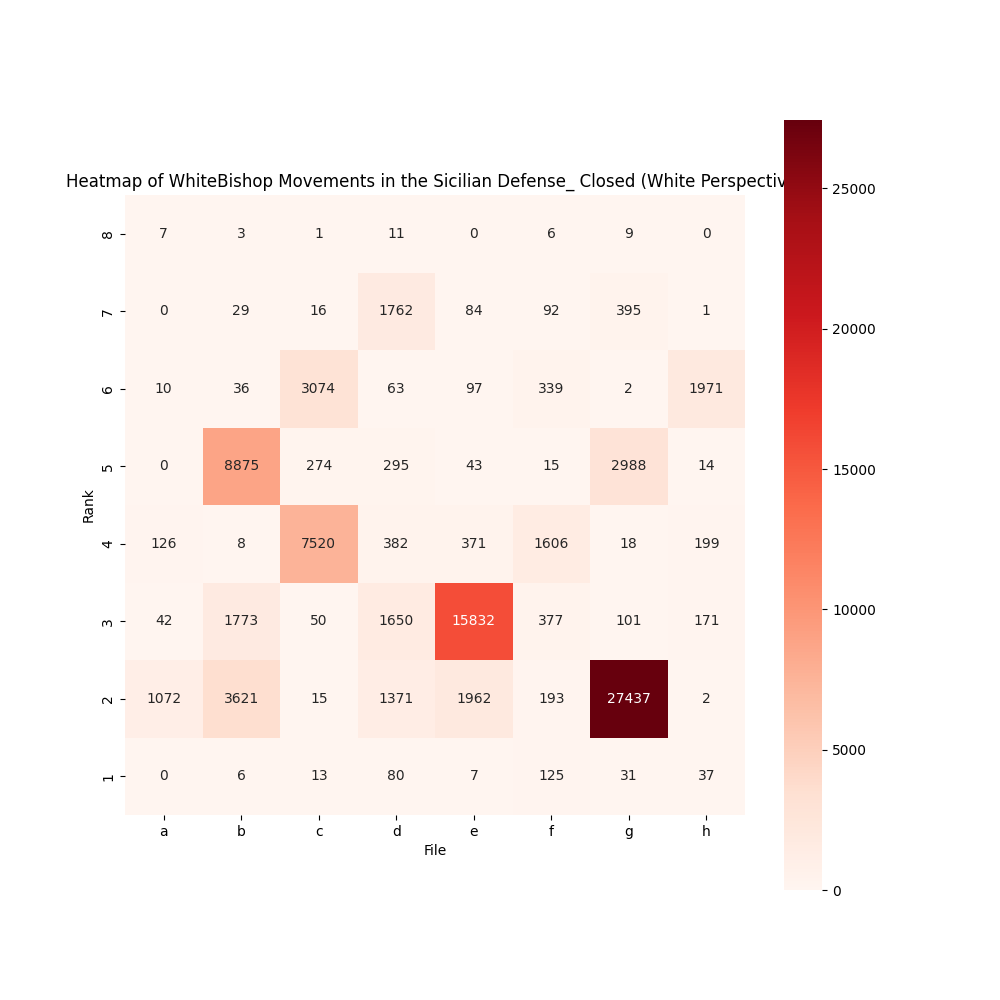 Heatmap of WhiteBishop Movements in the Sicilian Defense_ Closed (White Perspectiv
8 7 3 1 11 0 6 9 0
7 0 29 16 1762 84 92 395 1
6 10 36 3074 63 97 339 2 1971
5 0 8875 274 295 43 15 2988 14
4 126 8 7520 382 371 1606 18 199
3 42 1773 50 1650 15832 377 101 171
2 1072 3621 15 1371 1962 193 27437 2
1 0 6 13 80 7 125 31 37
a b c d e f g h
File
Rank
25000
20000
15000
10000
5000
0